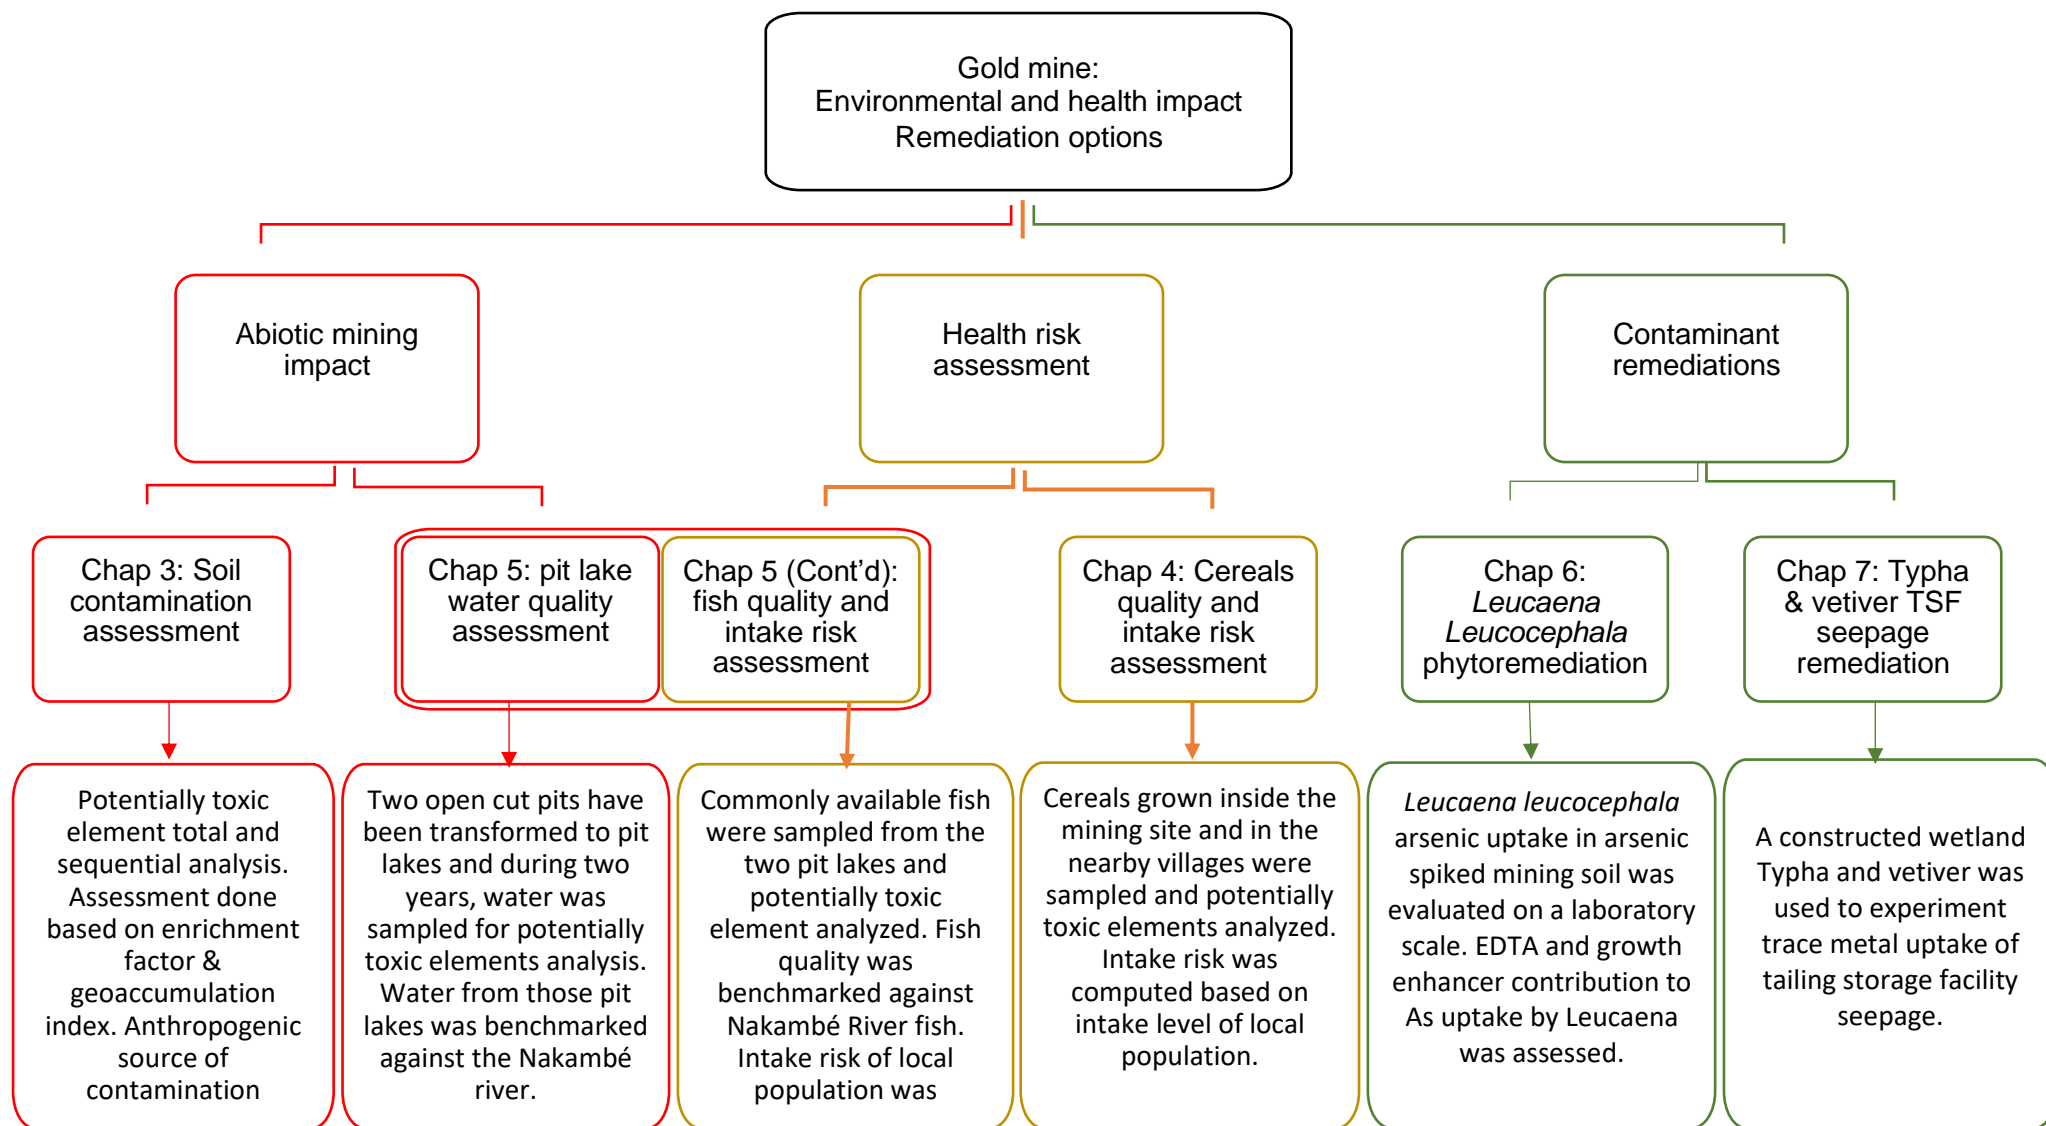 Gold mine:
Environmental and health impact
Remediation options
Abiotic mining
impact
Health risk
assessment
Contaminant
remediations
Chap 3: Soil
contamination
assessment
Chap 5: pit lake
water quality
assessment
Chap 5 (Cont’d):
fish quality and
intake risk
assessment
Chap 4: Cereals
quality and
intake risk
assessment
Chap 6:
Leucaena
Leucocephala
phytoremediation
Chap 7: Typha
& vetiver TSF
seepage
remediation
Potentially toxic
element total and
sequential analysis.
Assessment done
based on enrichment
factor &
geoaccumulation
index. Anthropogenic
source of
contamination
Two open cut pits have
been transformed to pit
lakes and during two
years, water was
sampled for potentially
toxic elements analysis.
Water from those pit
lakes was benchmarked
against the Nakambé
river.
Commonly available fish
were sampled from the
two pit lakes and
potentially toxic
element analyzed. Fish
quality was
benchmarked against
Nakambé River fish.
Intake risk of local
population was
Cereals grown inside the
mining site and in the
nearby villages were
sampled and potentially
toxic elements analyzed.
Intake risk was
computed based on
intake level of local
population.
Leucaena leucocephala
arsenic uptake in arsenic
spiked mining soil was
evaluated on a laboratory
scale. EDTA and growth
enhancer contribution to
As uptake by Leucaena
was assessed.
A constructed wetland
Typha and vetiver was
used to experiment
trace metal uptake of
tailing storage facility
seepage.